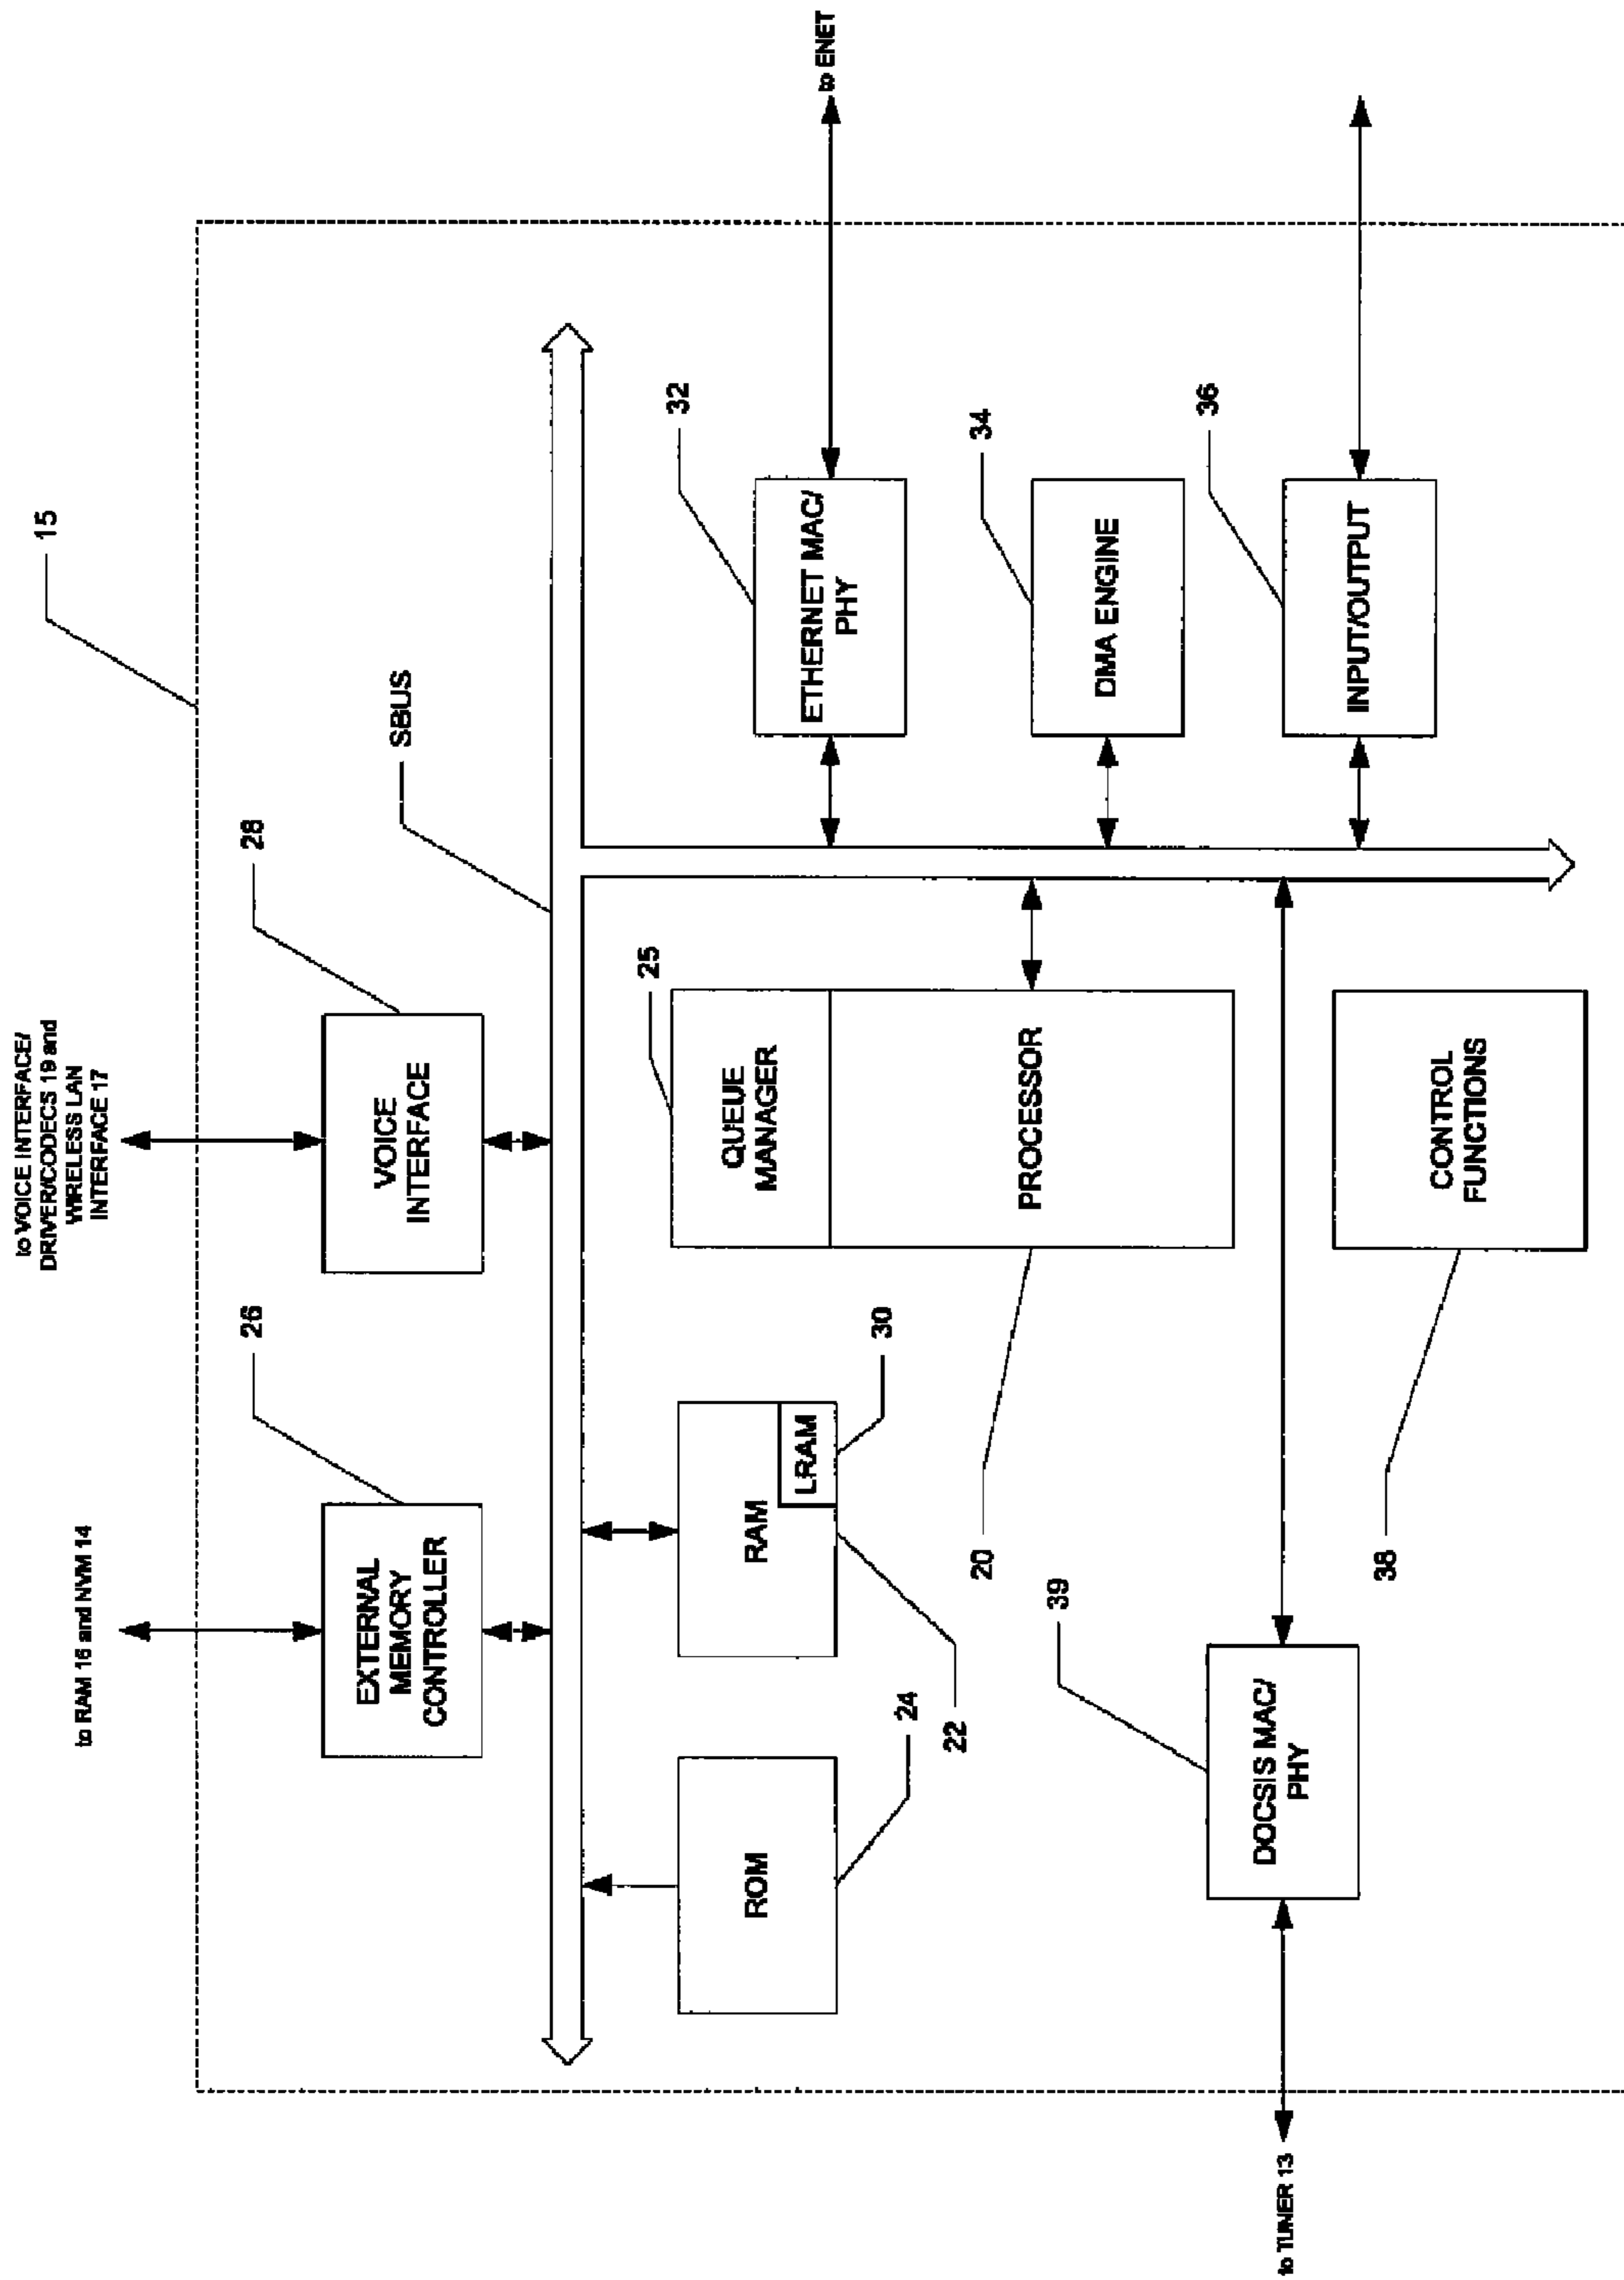 15
to RAM 16 and NVM 14
to VOICE INTERFACE/
DRIVER/CODECS 19 and
WIRELESS LAN
INTERFACE 17
26
28
SBUS
EXTERNAL
MEMORY
CONTROLLER
VOICE
INTERFACE
ROM
24
RAM
LRAM
30
22
25
QUEUE
MANAGER
PROCESSOR
20
32
ETHERNET MAC/
PHY
to ENET
34
DMA ENGINE
36
INPUT/OUTPUT
39
DOCSIS MAC/
PHY
to TUNER 13
CONTROL
FUNCTIONS
38